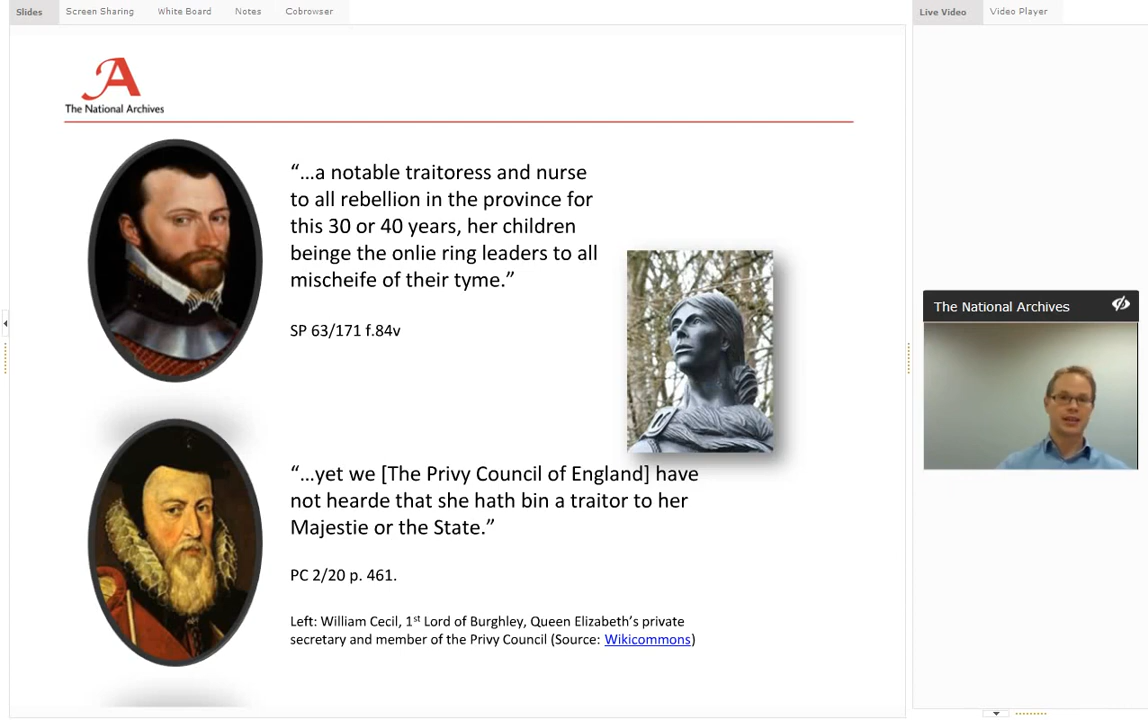 Slides
Screen Sharing
White Board
Notes
Cobrowser
Live Video
Video Player
The National Archives
“...a notable traitoress and nurse
to all rebellion in the province for
this 30 or 40 years, her children
beinge the onlie ring leaders to all
mischeife of their tyme.”
SP 63/171 f.84v
The National Archives
“...yet we [The Privy Council of England] have
not hearde that she hath bin a traitor to her
Majestie or the State.”
PC 2/20 p. 461.
Left: William Cecil, 1st Lord of Burghley, Queen Elizabeth’s private
secretary and member of the Privy Council (Source: Wikicommons)